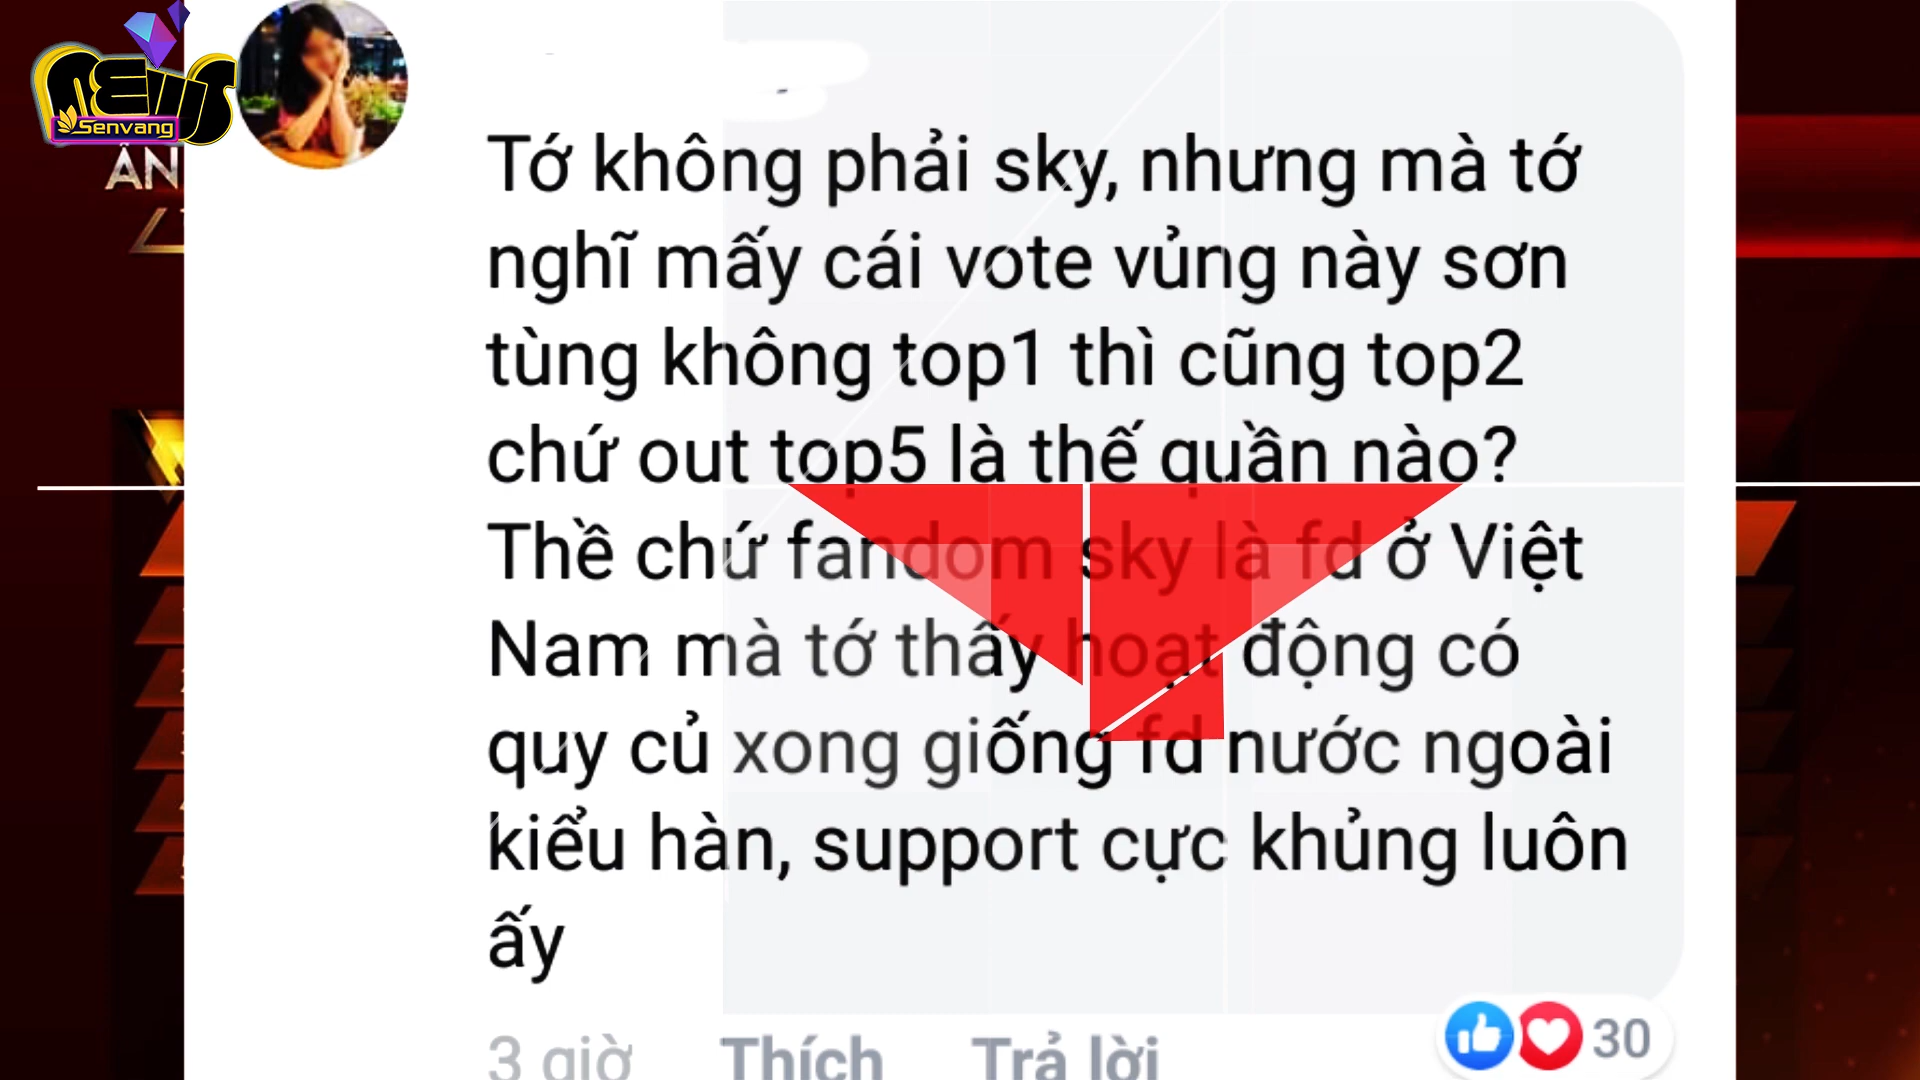 NEWS
Senvang
ÂN
Tớ không phải sky, nhưng mà tớ
nghĩ mấy cái vote vủng này sơn
tùng không top1 thì cũng top2
chứ out top5 là thế quần nào?
Thề chứ fandom sky là fd ở Việt
Nam mà tớ thấy hoạt động có
quy củ xong giống fd nước ngoài
kiểu hàn, support cực khủng luôn
ấy
3 giờ Thích Trả lời
30